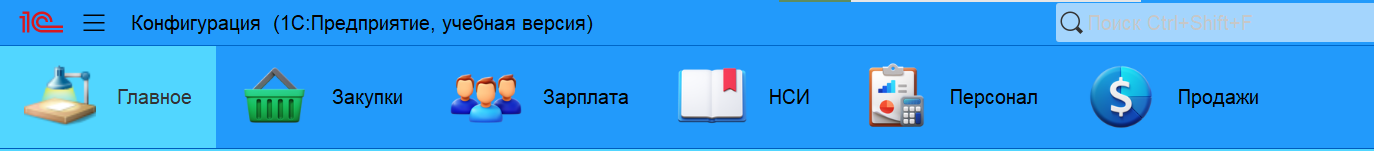 1С Конфигурация (1С:Предприятие, учебная версия) Поиск Ctrl+Shift+F
Главное Закупки Зарплата НСИ Персонал Продажи